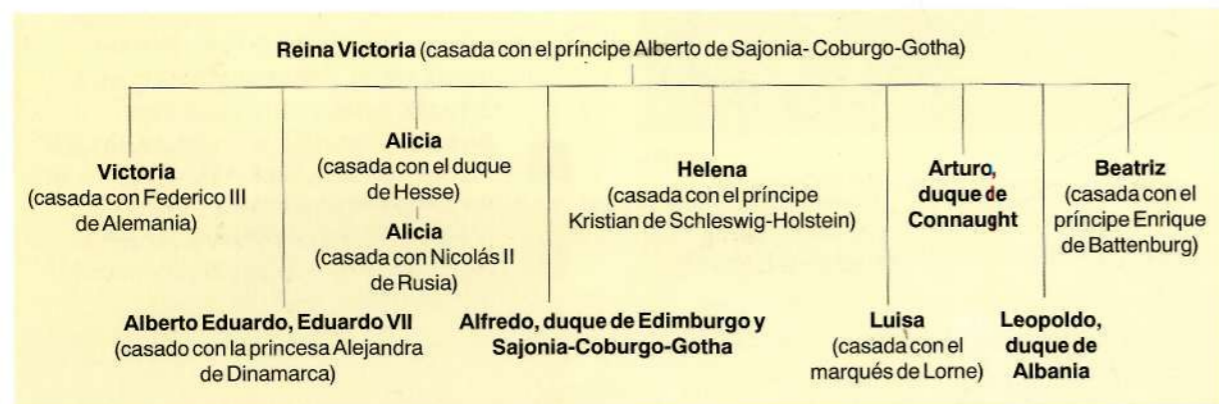 Reina Victoria (casada con el príncipe Alberto de Sajonia- Coburgo-Gotha)
Victoria
(casada con Federico III
de Alemania)
Alberto Eduardo, Eduardo VII
(casado con la princesa Alejandra
de Dinamarca)
Alicia
(casada con el duque
de Hesse)
Alicia
(casada con Nicolás II
de Rusia)
Alfredo, duque de Edimburgo y
Sajonia-Coburgo-Gotha
Helena
(casada con el príncipe
Kristian de Schleswig-Holstein)
Luisa
(casada con el
marqués de Lorne)
Arturo,
duque de
Connaught
Leopoldo,
duque de
Albania
Beatriz
(casada con el
príncipe Enrique
de Battenburg)